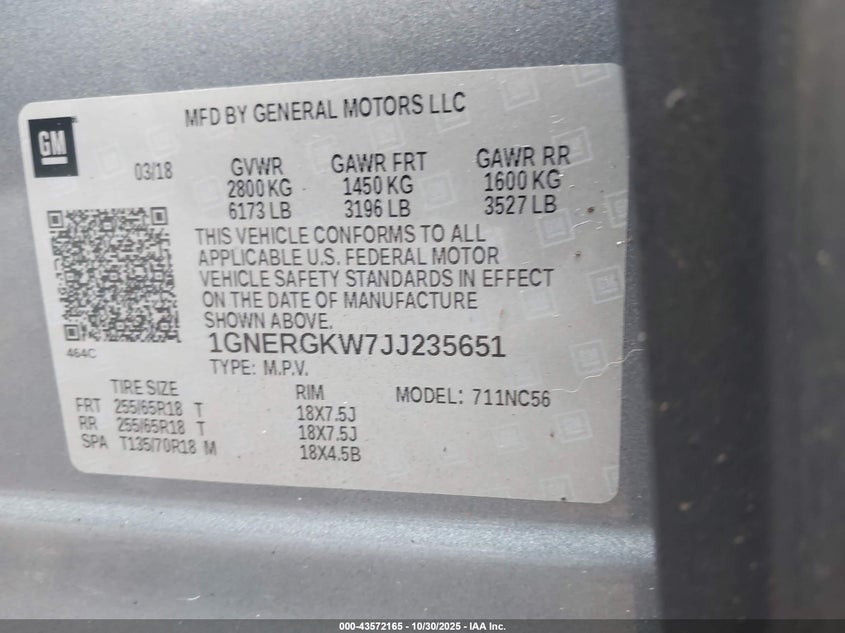 GM
MFD BY GENERAL MOTORS LLC
03/18 GVWR GAWR FRT GAWR RR
2800 KG 1450 KG 1600 KG
6173 LB 3196 LB 3527 LB
THIS VEHICLE CONFORMS TO ALL
APPLICABLE U.S. FEDERAL MOTOR
VEHICLE SAFETY STANDARDS IN EFFECT
ON THE DATE OF MANUFACTURE
SHOWN ABOVE.
464C
1GNERGKW7JJ235651
TYPE: M.P.V.
TIRE SIZE RIM MODEL: 711NC56
FRT 255/65R18 T 18X7.5J
RR 255/65R18 T 18X7.5J
SPA T135/70R18 M 18X4.5B
000-43572165 - 10/30/2025 - IAA Inc.